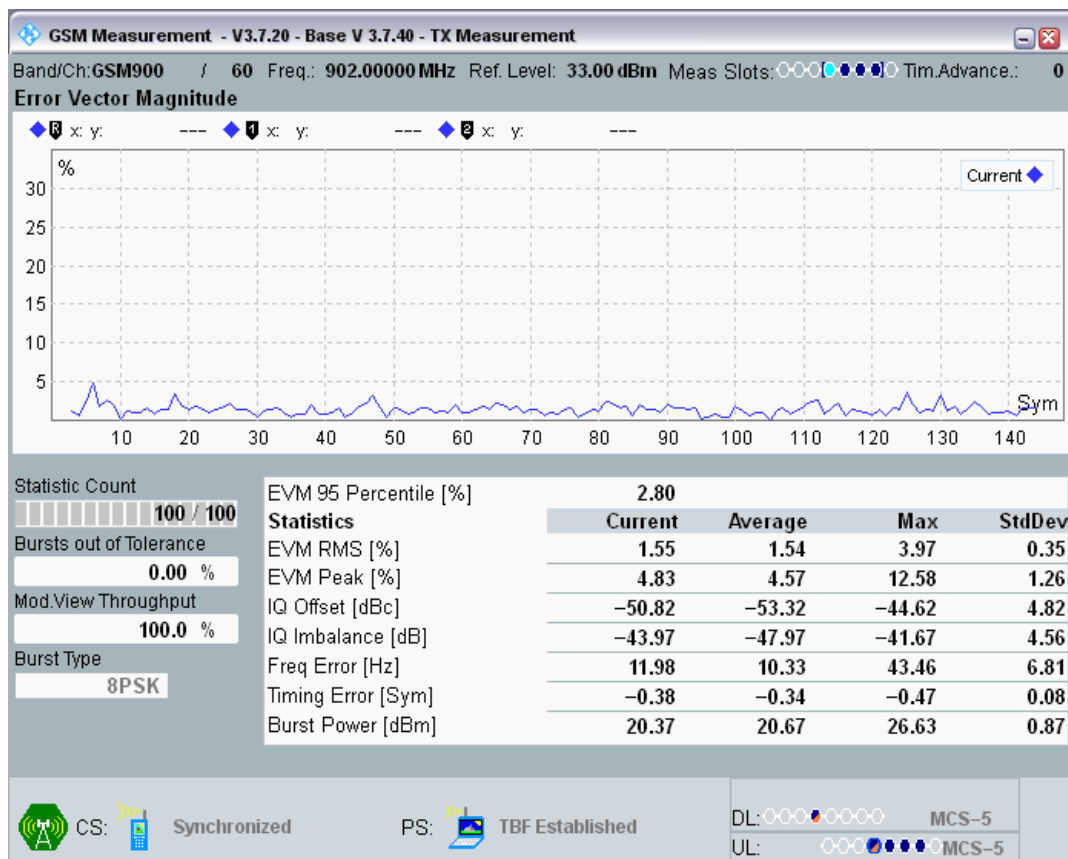 GSM Measurement - V3.7.20 - Base V 3.7.40 - TX Measurement
Band/Ch:GSM900 / 60 Freq.: 902.00000 MHz Ref. Level: 33.00 dBm Meas Slots: Tim.Advance.: 0
Error Vector Magnitude
R x: y: --- 1 x: y: --- 2 x: y: ---
%
Current
30
25
20
15
10
5
Sym
10 20 30 40 50 60 70 80 90 100 110 120 130 140
Statistic Count
100 / 100
Bursts out of Tolerance
0.00 %
Mod.View Throughput
100.0 %
Burst Type
8PSK
EVM 95 Percentile [%] 2.80
Statistics Current Average Max StdDev
EVM RMS [%] 1.55 1.54 3.97 0.35
EVM Peak [%] 4.83 4.57 12.58 1.26
IQ Offset [dBc] −50.82 −53.32 −44.62 4.82
IQ Imbalance [dB] −43.97 −47.97 −41.67 4.56
Freq Error [Hz] 11.98 10.33 43.46 6.81
Timing Error [Sym] −0.38 −0.34 −0.47 0.08
Burst Power [dBm] 20.37 20.67 26.63 0.87
CS: Synchronized PS: TBF Established
DL: MCS−5
UL: MCS−5